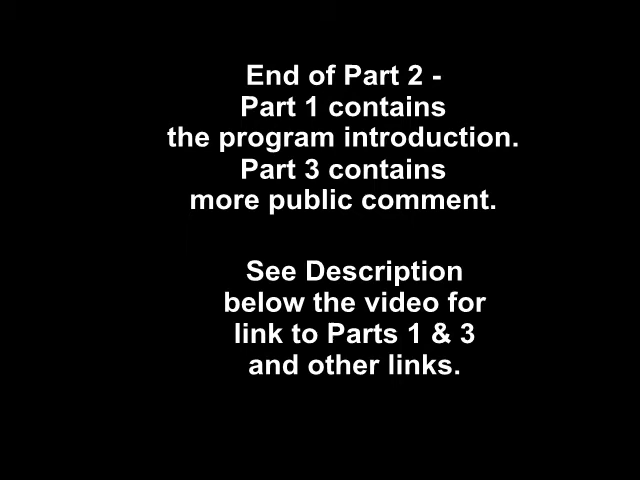 End of Part 2 -
Part 1 contains
the program introduction.
Part 3 contains
more public comment.
See Description
below the video for
link to Parts 1 & 3
and other links.